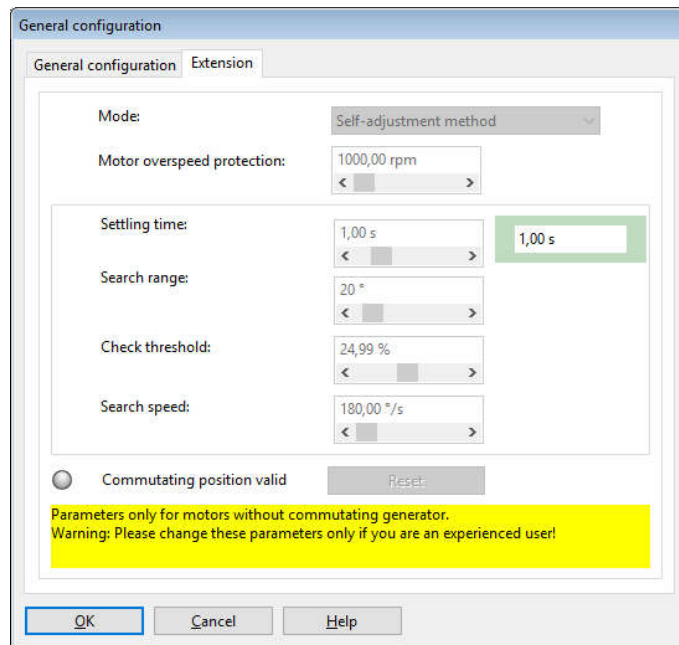 General configuration
General configuration Extension
Mode: Self-adjustment method
Motor overspeed protection: 1000,00 rpm
Settling time: 1,00 s 1,00 s
Search range: 20 °
Check threshold: 24,99 %
Search speed: 180,00 °/s
Commutating position valid Reset
Parameters only for motors without commutating generator.
Warning: Please change these parameters only if you are an experienced user!
OK Cancel Help